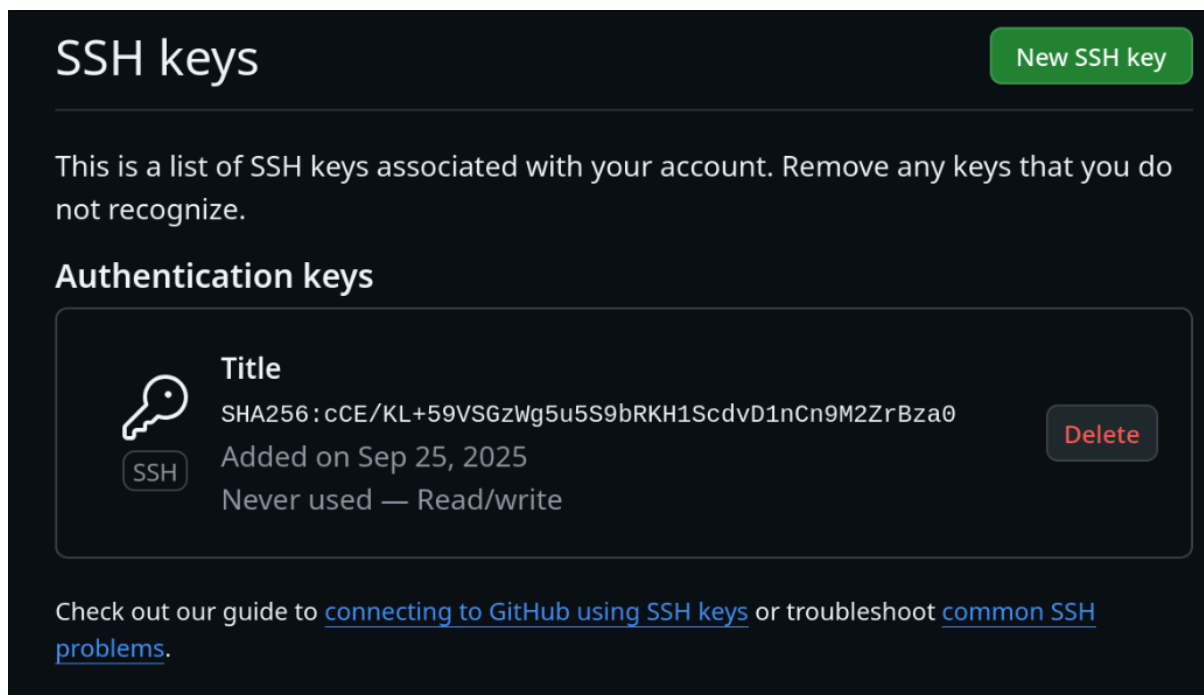 SSH keys
New SSH key
This is a list of SSH keys associated with your account. Remove any keys that you do
not recognize.
Authentication keys
Title
SHA256:cCE/KL+59VSGzWg5u5S9bRKH1ScdvD1nCn9M2ZrBza0
SSH
Added on Sep 25, 2025
Never used — Read/write
Delete
Check out our guide to connecting to GitHub using SSH keys or troubleshoot common SSH
problems.